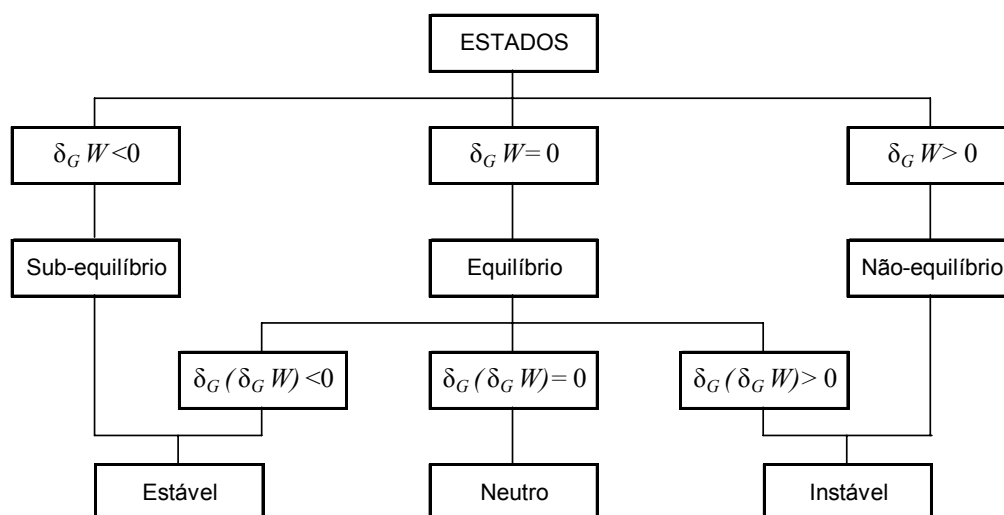 ESTADOS
δG W<0
δG W= 0
δG W> 0
Sub-equilíbrio
Equilíbrio
Não-equilíbrio
δG (δG W) <0
δG (δG W)= 0
δG (δG W)> 0
Estável
Neutro
Instável